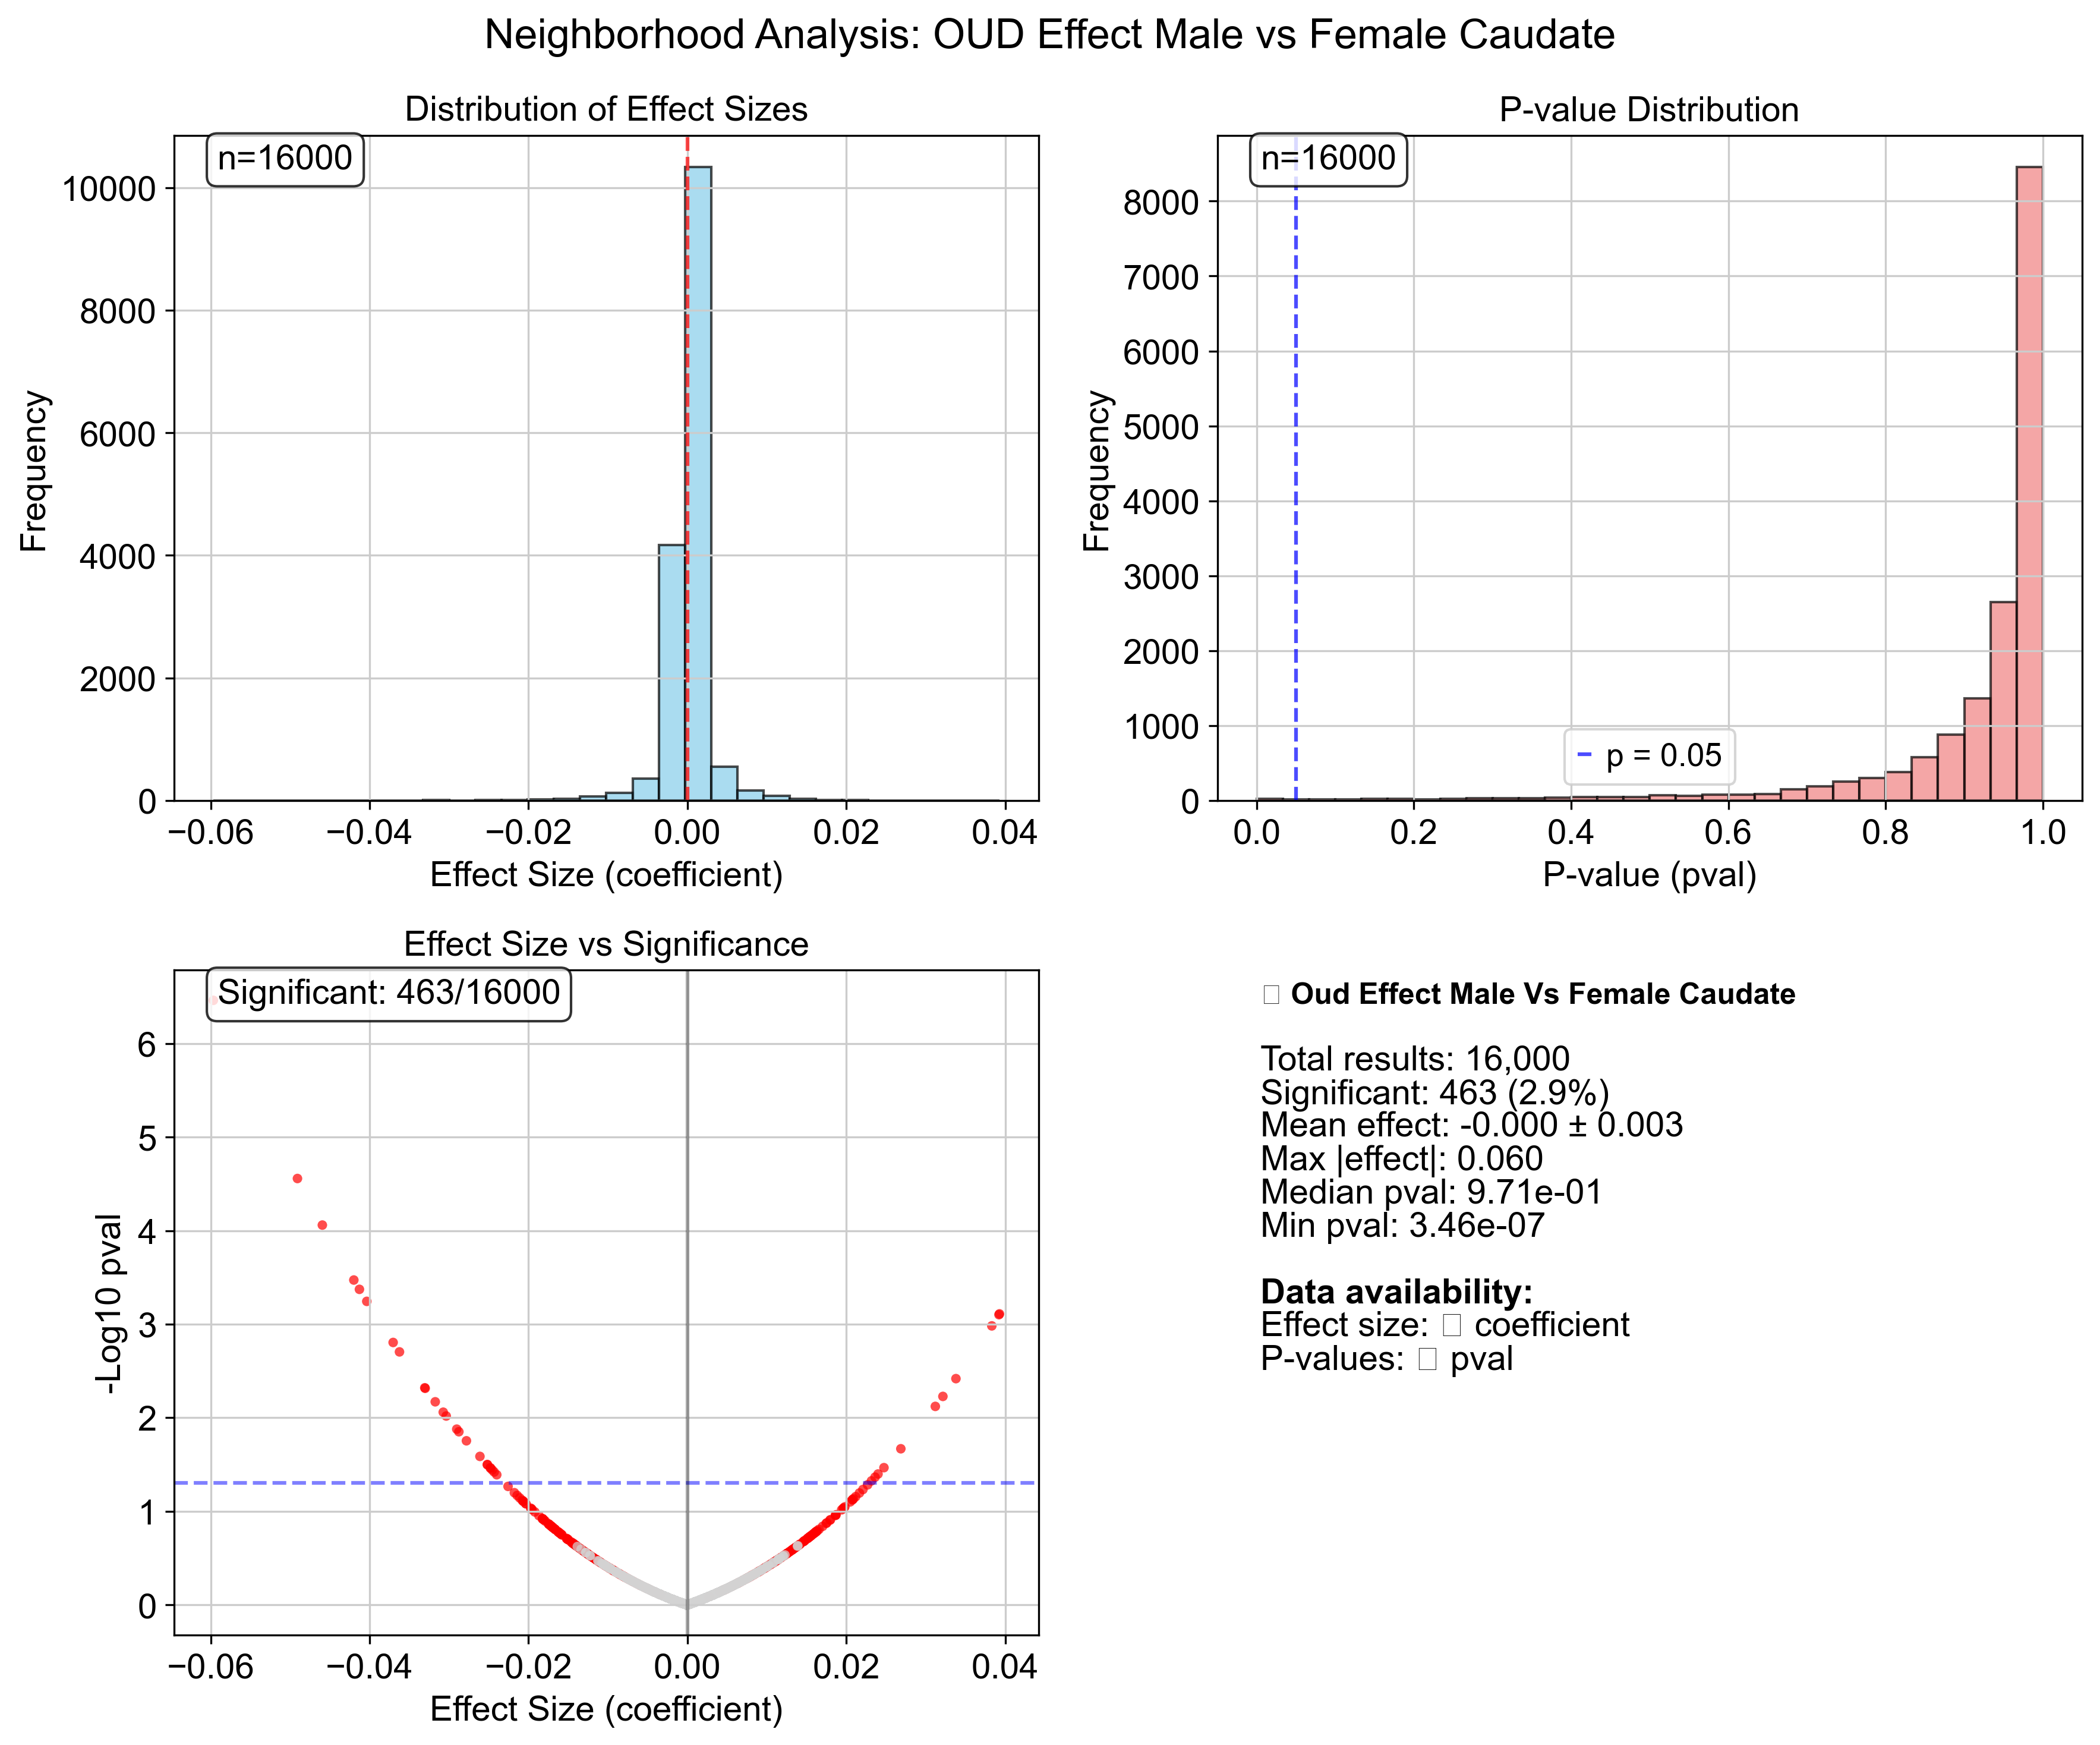 Neighborhood Analysis: OUD Effect Male vs Female Caudate
Distribution of Effect Sizes
n=16000
Frequency
10000
8000
6000
4000
2000
0
−0.06 −0.04 −0.02 0.00 0.02 0.04
Effect Size (coefficient)
P-value Distribution
n=16000
Frequency
8000
7000
6000
5000
4000
3000
2000
1000
0
p = 0.05
0.0 0.2 0.4 0.6 0.8 1.0
P-value (pval)
Effect Size vs Significance
Significant: 463/16000
-Log10 pval
6
5
4
3
2
1
0
−0.06 −0.04 −0.02 0.00 0.02 0.04
Effect Size (coefficient)
□ Oud Effect Male Vs Female Caudate
Total results: 16,000
Significant: 463 (2.9%)
Mean effect: -0.000 ± 0.003
Max |effect|: 0.060
Median pval: 9.71e-01
Min pval: 3.46e-07
Data availability:
Effect size: □ coefficient
P-values: □ pval